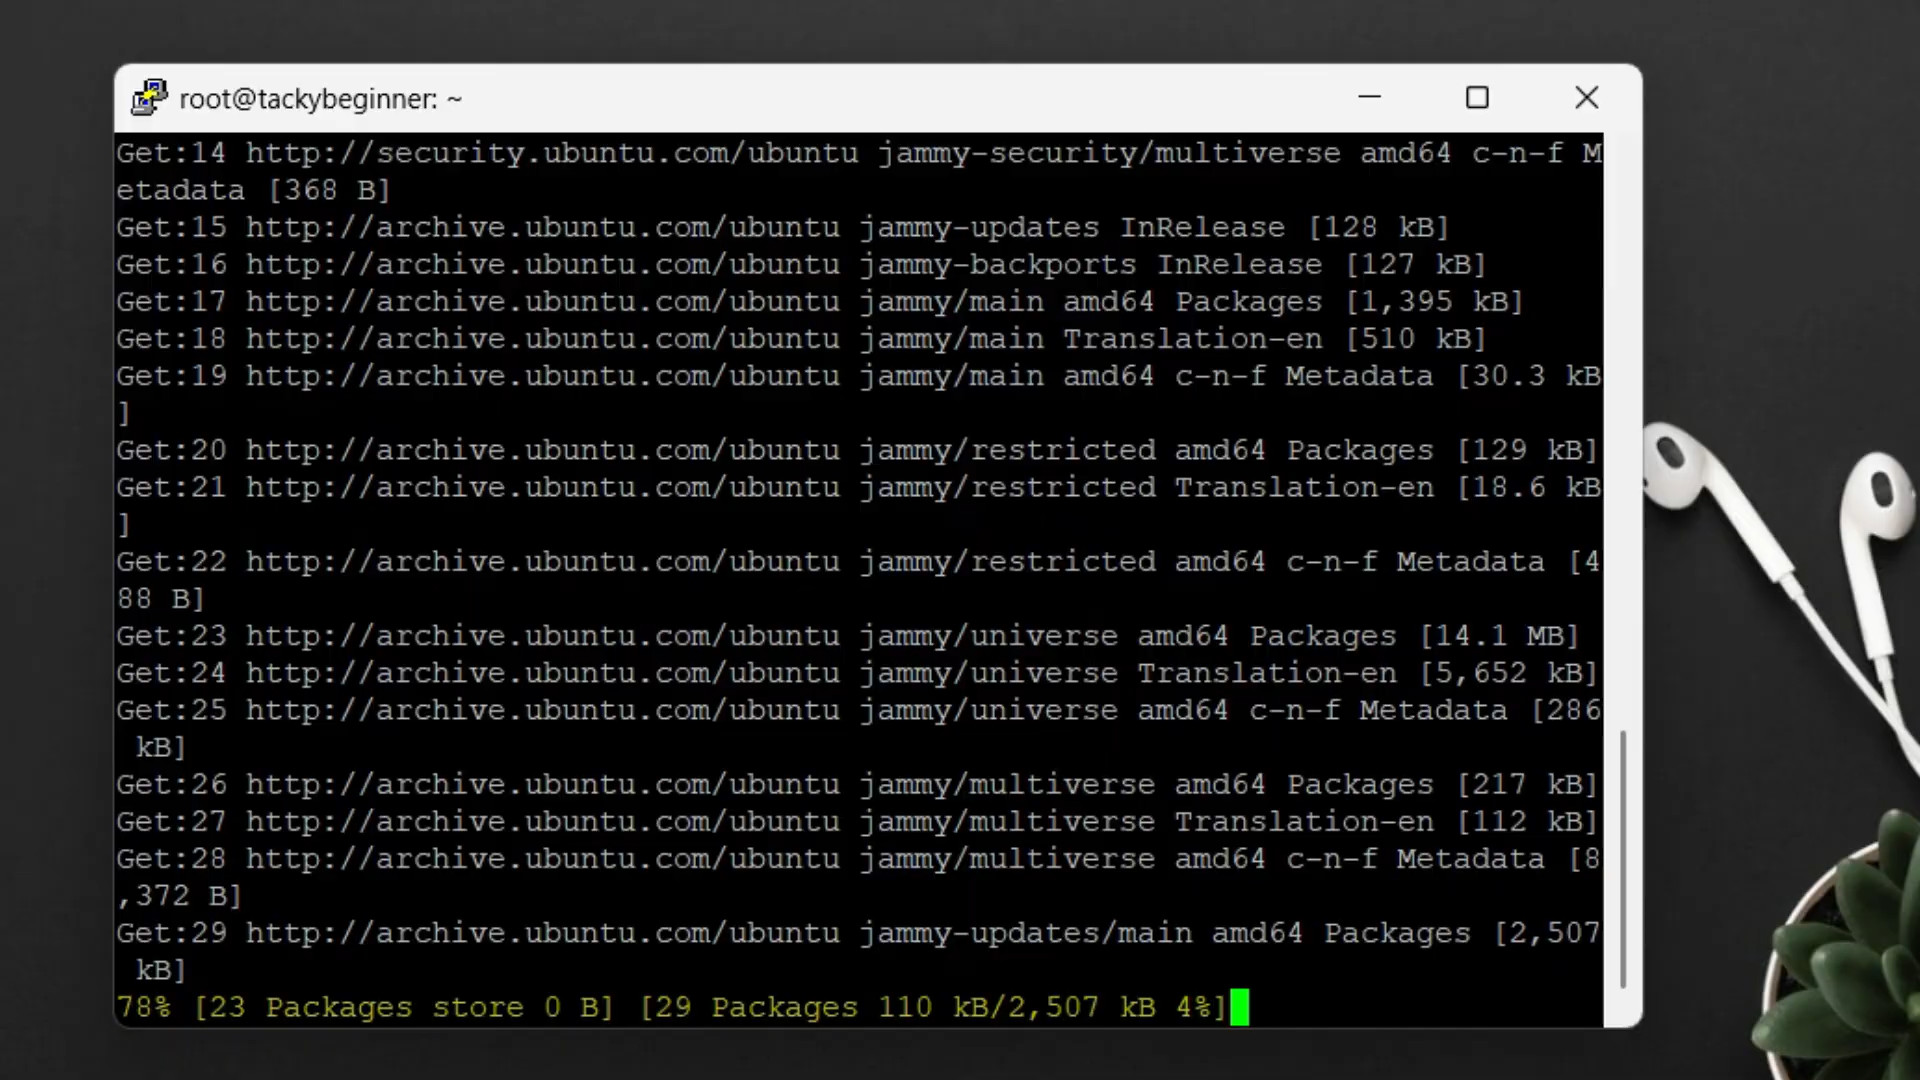 root@tackybeginner: ~
Get:14 http://security.ubuntu.com/ubuntu jammy-security/multiverse amd64 c-n-f M
etadata [368 B]
Get:15 http://archive.ubuntu.com/ubuntu jammy-updates InRelease [128 kB]
Get:16 http://archive.ubuntu.com/ubuntu jammy-backports InRelease [127 kB]
Get:17 http://archive.ubuntu.com/ubuntu jammy/main amd64 Packages [1,395 kB]
Get:18 http://archive.ubuntu.com/ubuntu jammy/main Translation-en [510 kB]
Get:19 http://archive.ubuntu.com/ubuntu jammy/main amd64 c-n-f Metadata [30.3 kB
]
Get:20 http://archive.ubuntu.com/ubuntu jammy/restricted amd64 Packages [129 kB]
Get:21 http://archive.ubuntu.com/ubuntu jammy/restricted Translation-en [18.6 kB
]
Get:22 http://archive.ubuntu.com/ubuntu jammy/restricted amd64 c-n-f Metadata [4
88 B]
Get:23 http://archive.ubuntu.com/ubuntu jammy/universe amd64 Packages [14.1 MB]
Get:24 http://archive.ubuntu.com/ubuntu jammy/universe Translation-en [5,652 kB]
Get:25 http://archive.ubuntu.com/ubuntu jammy/universe amd64 c-n-f Metadata [286
 kB]
Get:26 http://archive.ubuntu.com/ubuntu jammy/multiverse amd64 Packages [217 kB]
Get:27 http://archive.ubuntu.com/ubuntu jammy/multiverse Translation-en [112 kB]
Get:28 http://archive.ubuntu.com/ubuntu jammy/multiverse amd64 c-n-f Metadata [8
,372 B]
Get:29 http://archive.ubuntu.com/ubuntu jammy-updates/main amd64 Packages [2,507
 kB]
78% [23 Packages store 0 B] [29 Packages 110 kB/2,507 kB 4%]